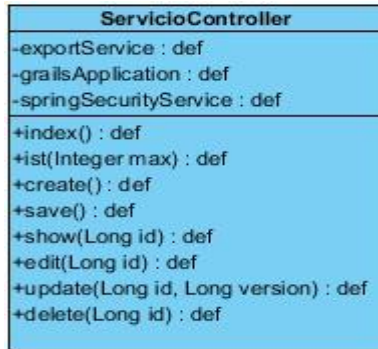 ServicioController
-exportService : def
-grailsApplication : def
-springSecurityService : def
+index() : def
+ist(Integer max) : def
+create() : def
+save() : def
+show(Long id) : def
+edit(Long id) : def
+update(Long id, Long version) : def
+delete(Long id) : def